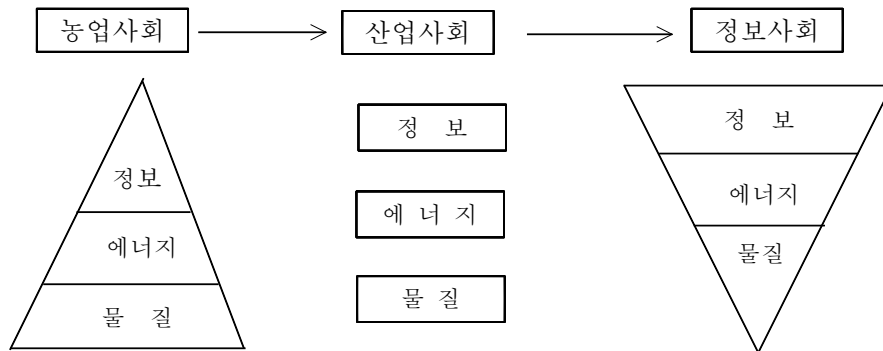 농업사회 산업사회 정보사회
정보
에너지
물 질
정 보
에 너 지
물 질
정 보
에너지
물질